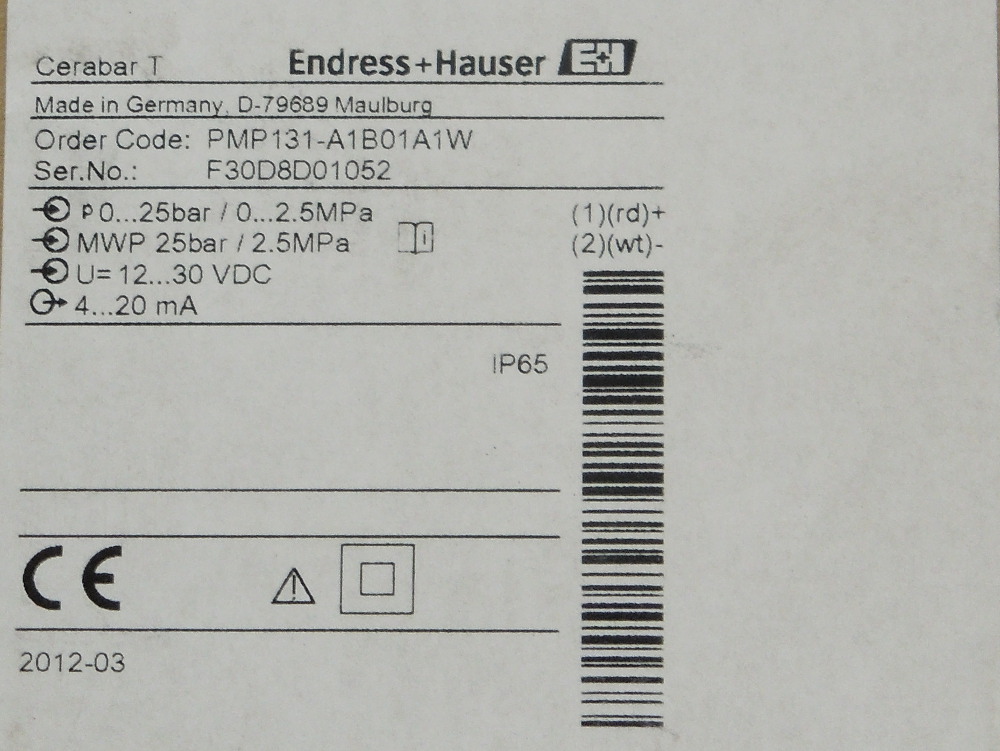 Cerabar T
Endress+Hauser E+H
Made in Germany, D-79689 Maulburg
Order Code: PMP131-A1B01A1W
Ser.No.: F30D8D01052
P 0...25bar / 0...2.5MPa
MWP 25bar / 2.5MPa
U= 12...30 VDC
4...20 mA
(1)(rd)+
(2)(wt)-
IP65
CE
2012-03